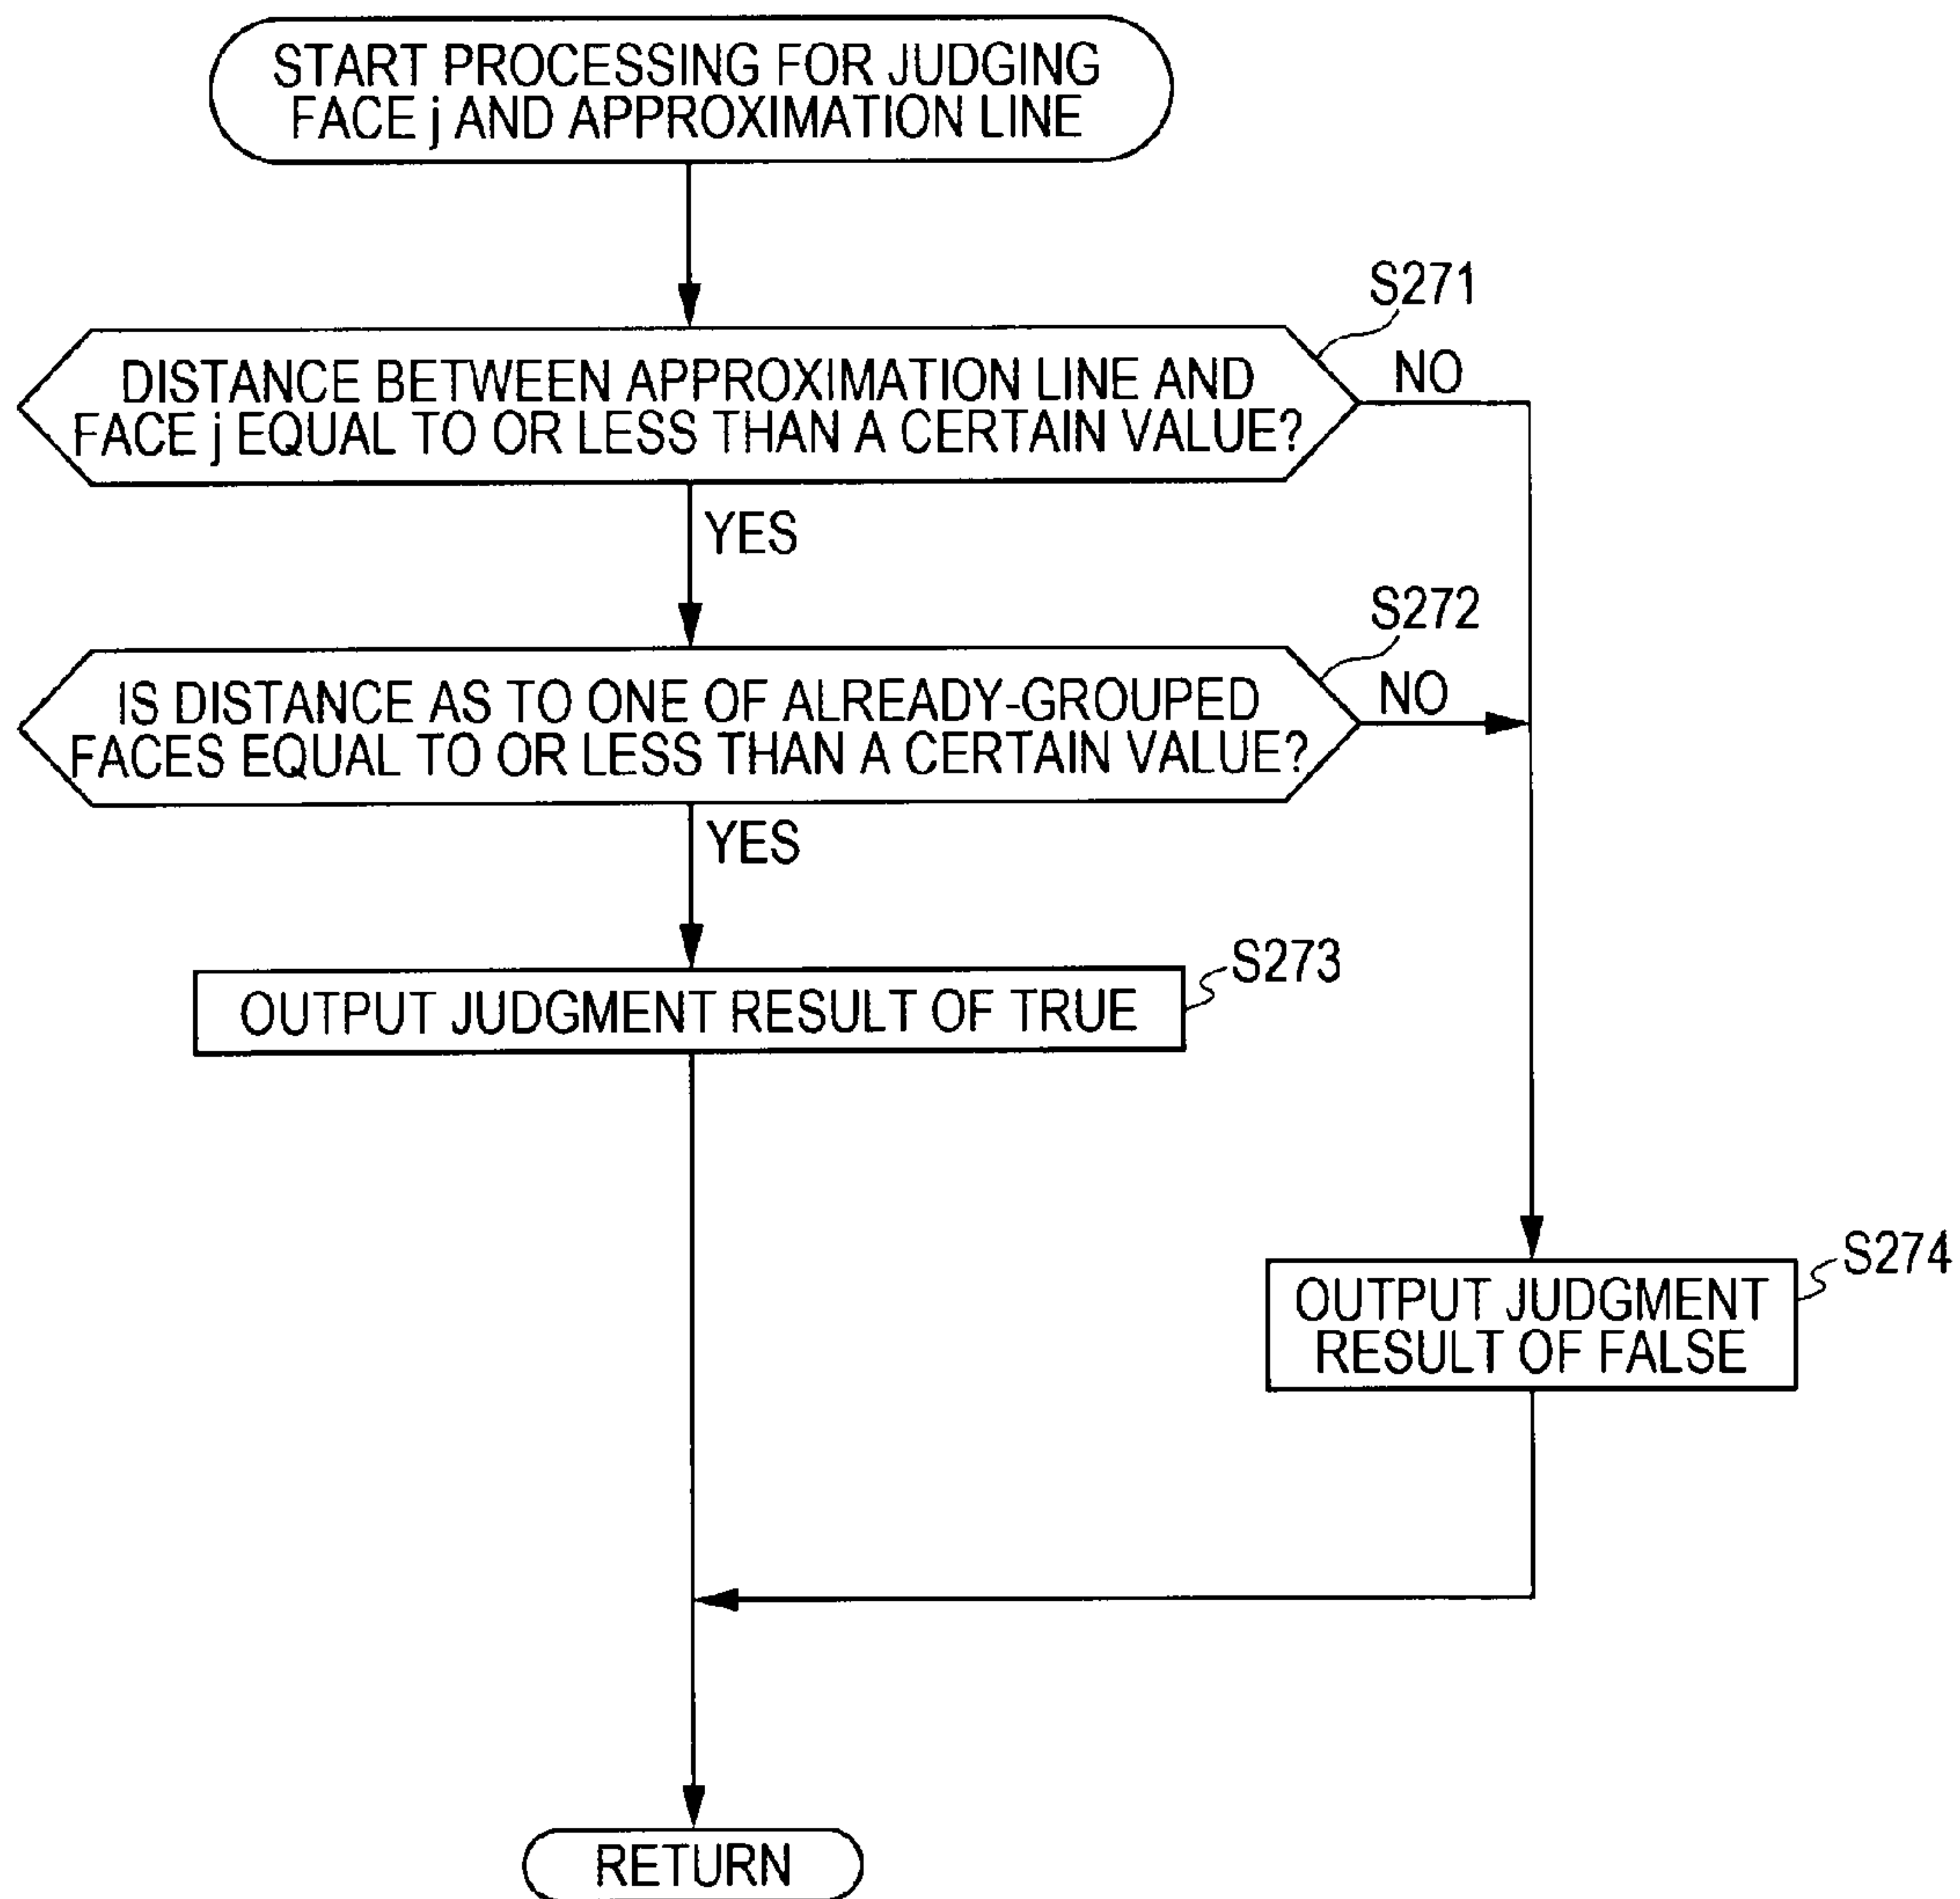 START PROCESSING FOR JUDGING
FACE j AND APPROXIMATION LINE
S271
DISTANCE BETWEEN APPROXIMATION LINE AND
FACE j EQUAL TO OR LESS THAN A CERTAIN VALUE?
NO
YES
S272
IS DISTANCE AS TO ONE OF ALREADY-GROUPED
FACES EQUAL TO OR LESS THAN A CERTAIN VALUE?
NO
YES
S273
OUTPUT JUDGMENT RESULT OF TRUE
S274
OUTPUT JUDGMENT
RESULT OF FALSE
RETURN